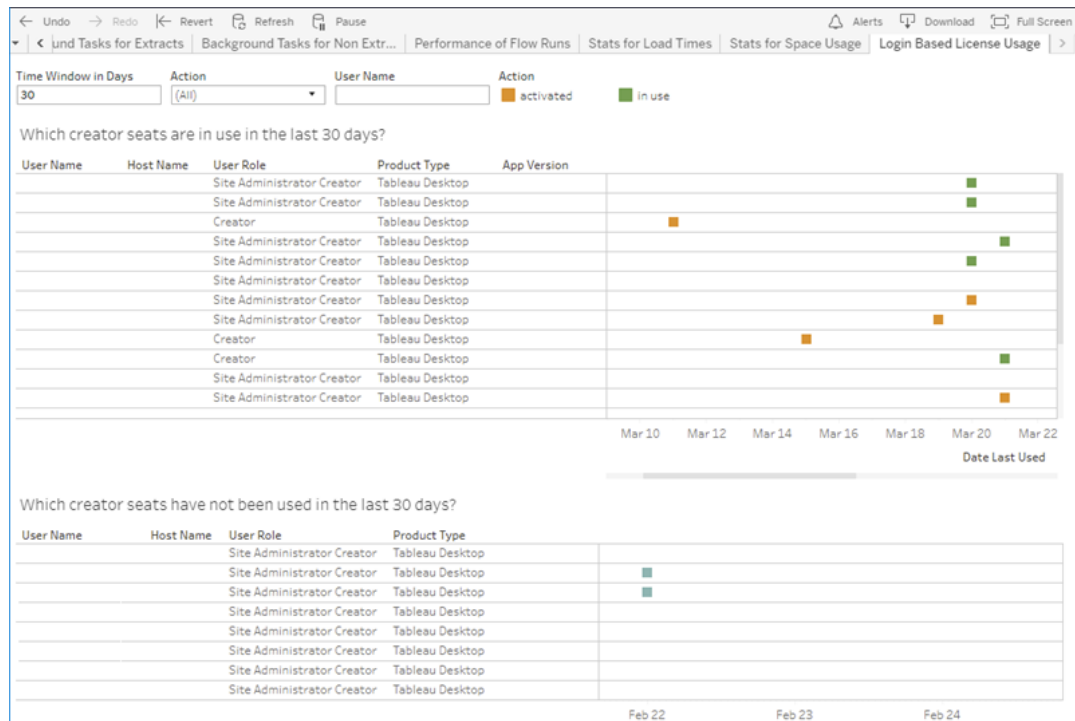 Undo Redo Revert Refresh Pause Alerts Download Full Screen
und Tasks for Extracts Background Tasks for Non Extr... Performance of Flow Runs Stats for Load Times Stats for Space Usage Login Based License Usage
Time Window in Days Action User Name Action
30 (All) activated in use
Which creator seats are in use in the last 30 days?
User Name Host Name User Role Product Type App Version
Site Administrator Creator Tableau Desktop
Site Administrator Creator Tableau Desktop
Creator Tableau Desktop
Site Administrator Creator Tableau Desktop
Site Administrator Creator Tableau Desktop
Site Administrator Creator Tableau Desktop
Site Administrator Creator Tableau Desktop
Site Administrator Creator Tableau Desktop
Creator Tableau Desktop
Creator Tableau Desktop
Site Administrator Creator Tableau Desktop
Site Administrator Creator Tableau Desktop
Mar 10 Mar 12 Mar 14 Mar 16 Mar 18 Mar 20 Mar 22
Date Last Used
Which creator seats have not been used in the last 30 days?
User Name Host Name User Role Product Type
Site Administrator Creator Tableau Desktop
Site Administrator Creator Tableau Desktop
Site Administrator Creator Tableau Desktop
Site Administrator Creator Tableau Desktop
Site Administrator Creator Tableau Desktop
Site Administrator Creator Tableau Desktop
Site Administrator Creator Tableau Desktop
Site Administrator Creator Tableau Desktop
Feb 22 Feb 23 Feb 24